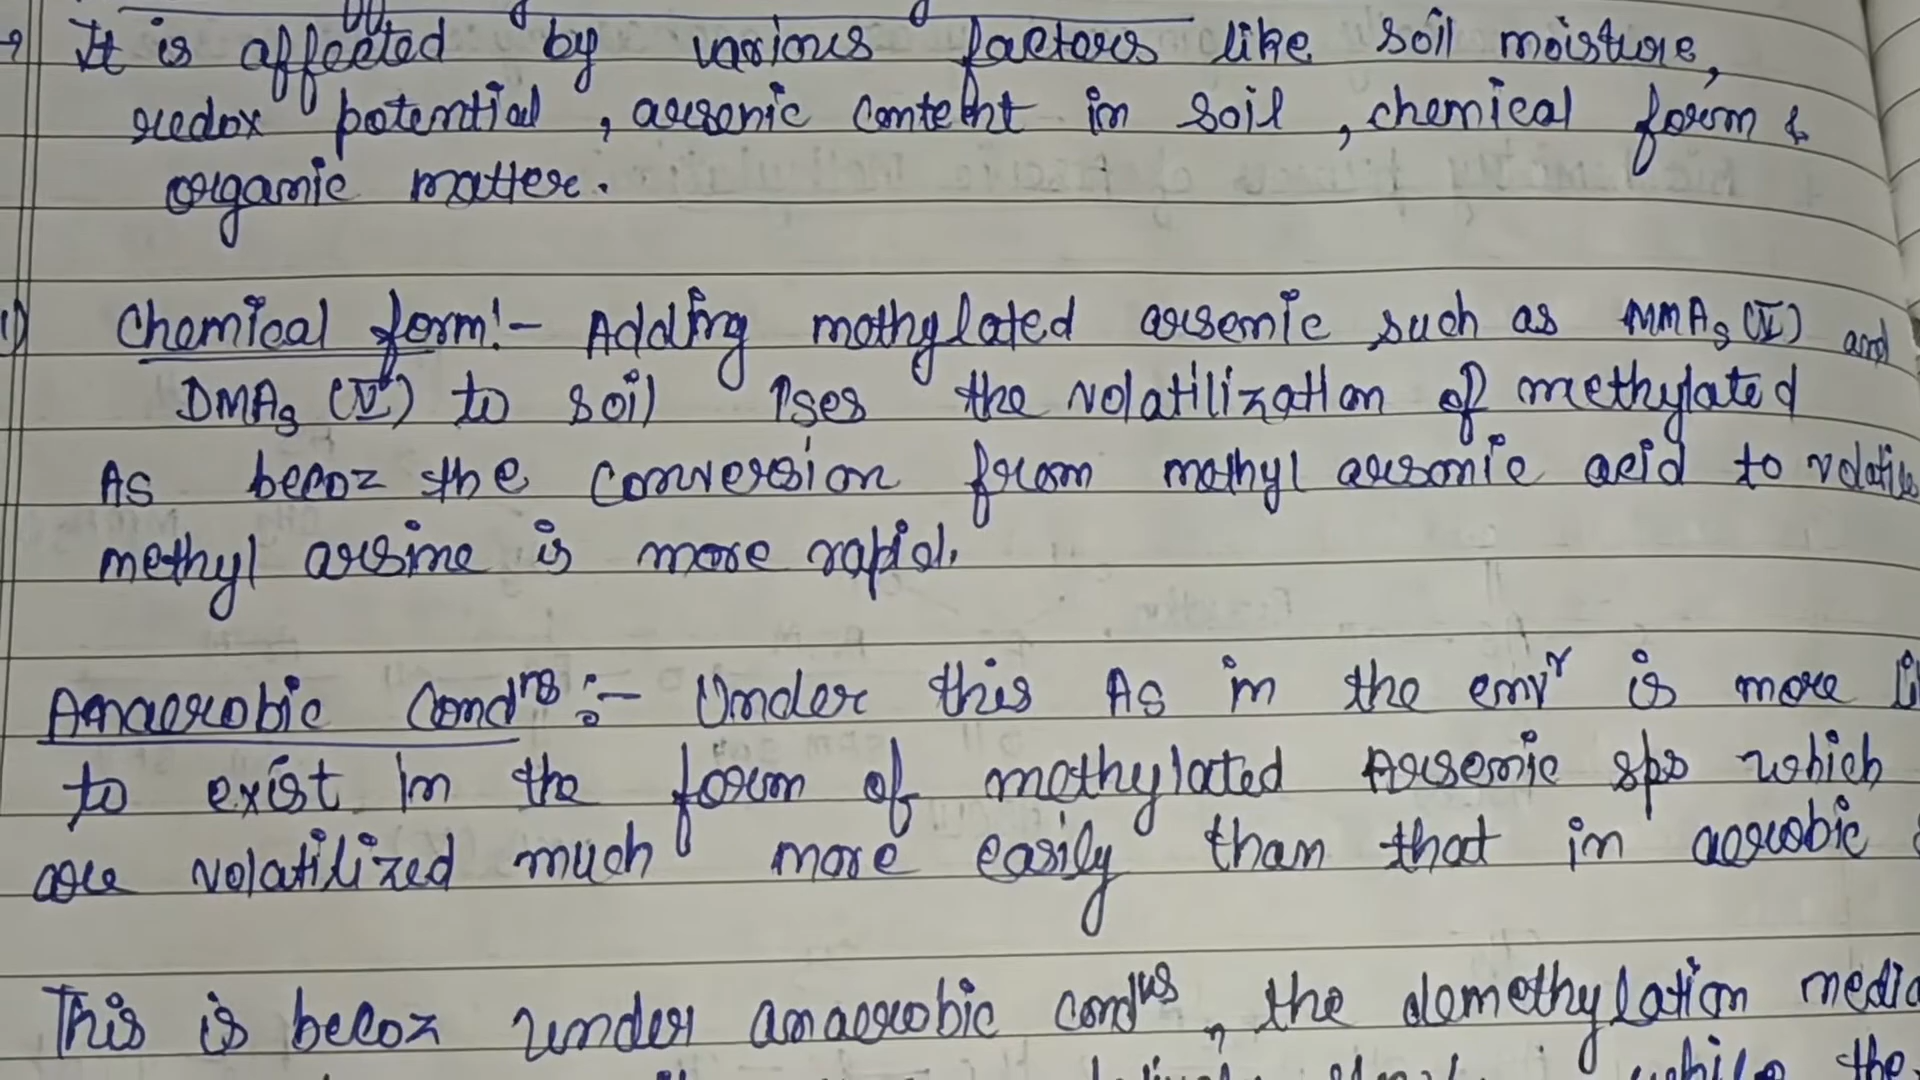 → It is affected by various factors like soil moisture,
redox potential, arsenic content in soil, chemical form &
organic matter.
1) Chemical form:- Adding methylated arsenic such as MMAs (V) and
DMAs (V) to soil ↑ses the volatilization of methylated
As becoz the conversion from methyl arsonic acid to volatile
methyl arsine is more rapid.
Anaerobic Condns :- Under this As in the envr is more
to exist in the form of methylated Arsenic sps which
are volatilized much more easily than that in aerobic
This is becoz under anaerobic condns, the demethylation
while the